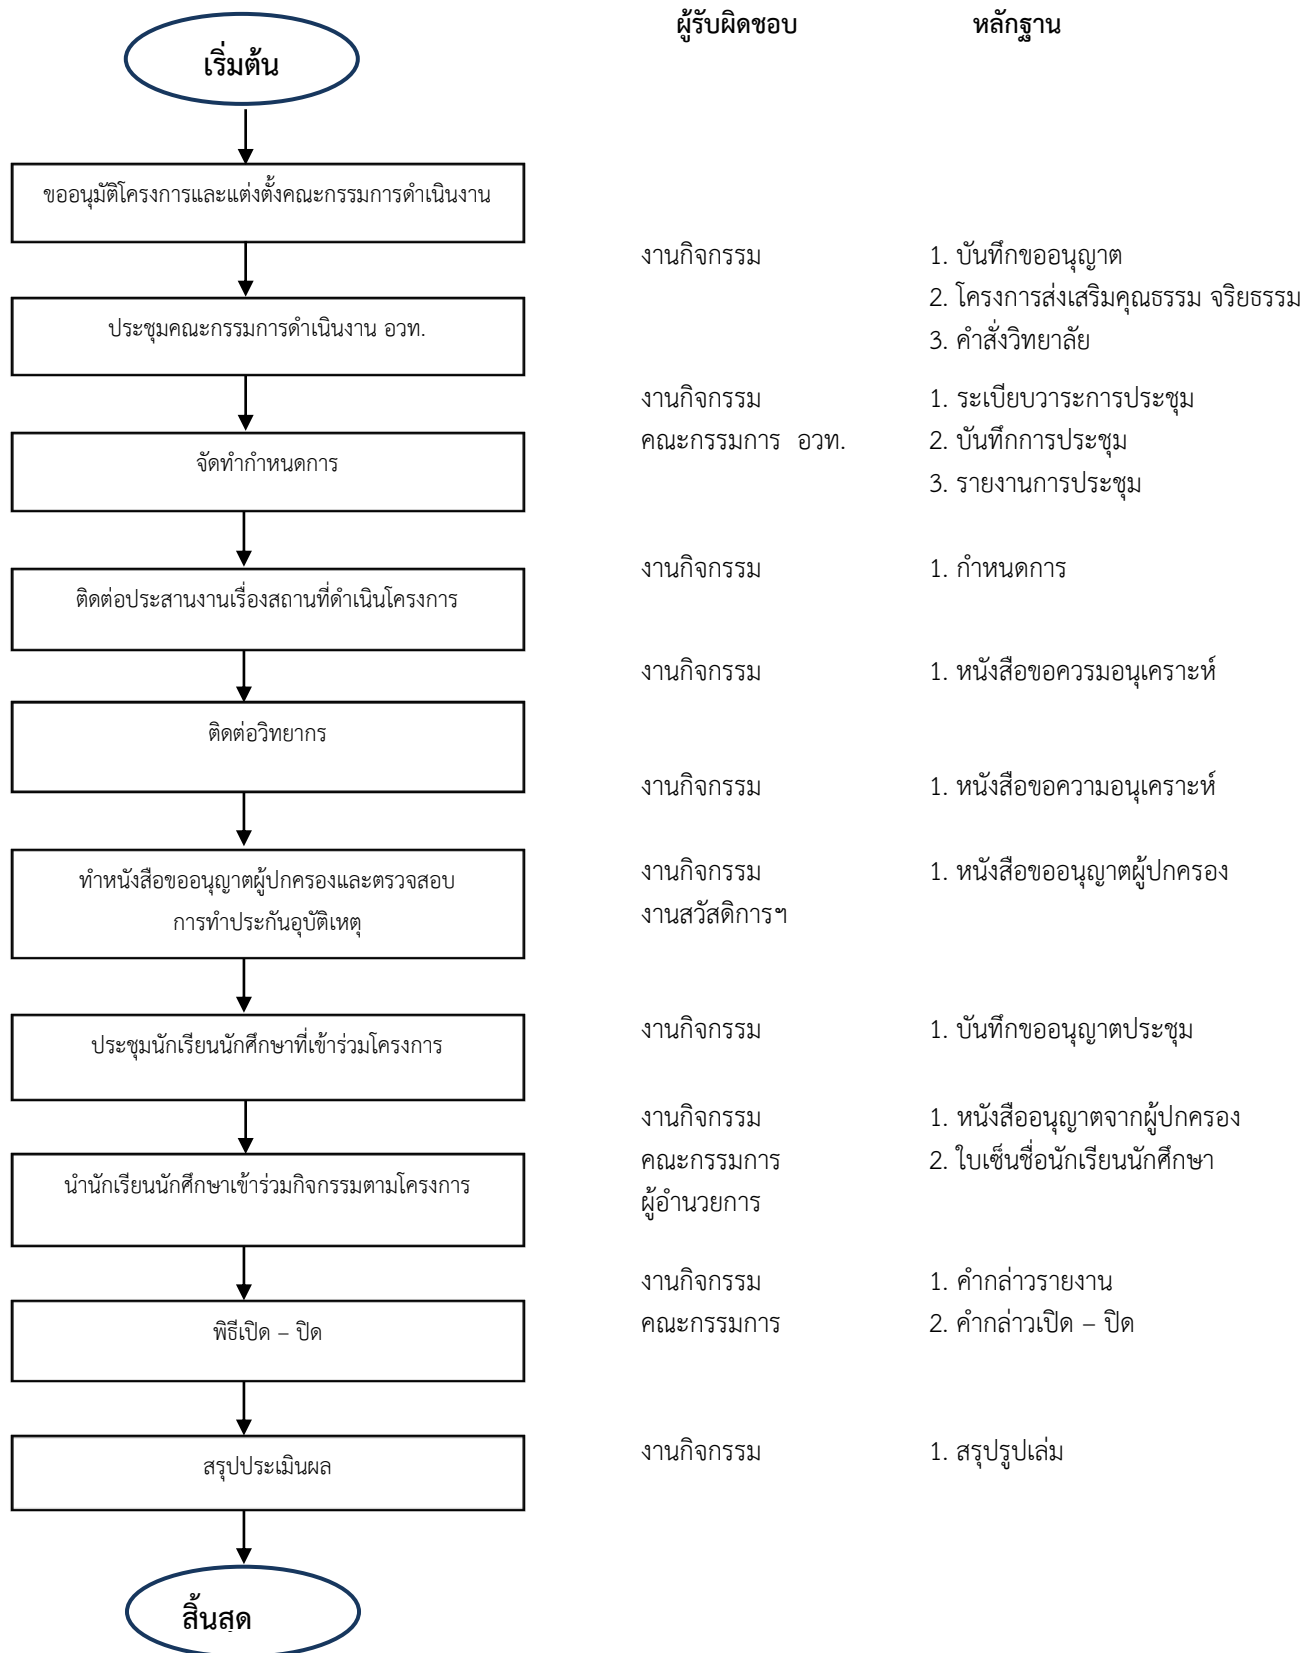 ผู้รับผิดชอบ หลักฐาน
เริ่มต้น
ขออนุมัติโครงการและแต่งตั้งคณะกรรมการดำเนินงาน
งานกิจกรรม 1. บันทึกขออนุญาต
2. โครงการส่งเสริมคุณธรรม จริยธรรม
ประชุมคณะกรรมการดำเนินงาน อวท.
3. คำสั่งวิทยาลัย
งานกิจกรรม 1. ระเบียบวาระการประชุม
คณะกรรมการ อวท. 2. บันทึกการประชุม
จัดทำกำหนดการ
3. รายงานการประชุม
งานกิจกรรม 1. กำหนดการ
ติดต่อประสานงานเรื่องสถานที่ดำเนินโครงการ
งานกิจกรรม 1. หนังสือขอควรมอนุเคราะห์
ติดต่อวิทยากร
งานกิจกรรม 1. หนังสือขอความอนุเคราะห์
งานกิจกรรม 1. หนังสือขออนุญาตผู้ปกครอง
ทำหนังสือขออนุญาตผู้ปกครองและตรวจสอบ
การทำประกันอุบัติเหตุ
งานสวัสดิการฯ
งานกิจกรรม 1. บันทึกขออนุญาตประชุม
ประชุมนักเรียนนักศึกษาที่เข้าร่วมโครงการ
งานกิจกรรม 1. หนังสืออนุญาตจากผู้ปกครอง
คณะกรรมการ 2. ใบเซ็นชื่อนักเรียนนักศึกษา
นำนักเรียนนักศึกษาเข้าร่วมกิจกรรมตามโครงการ
ผู้อำนวยการ
งานกิจกรรม 1. คำกล่าวรายงาน
คณะกรรมการ 2. คำกล่าวเปิด – ปิด
พิธีเปิด – ปิด
งานกิจกรรม 1. สรุปรูปเล่ม
สรุปประเมินผล
สิ้นสุด